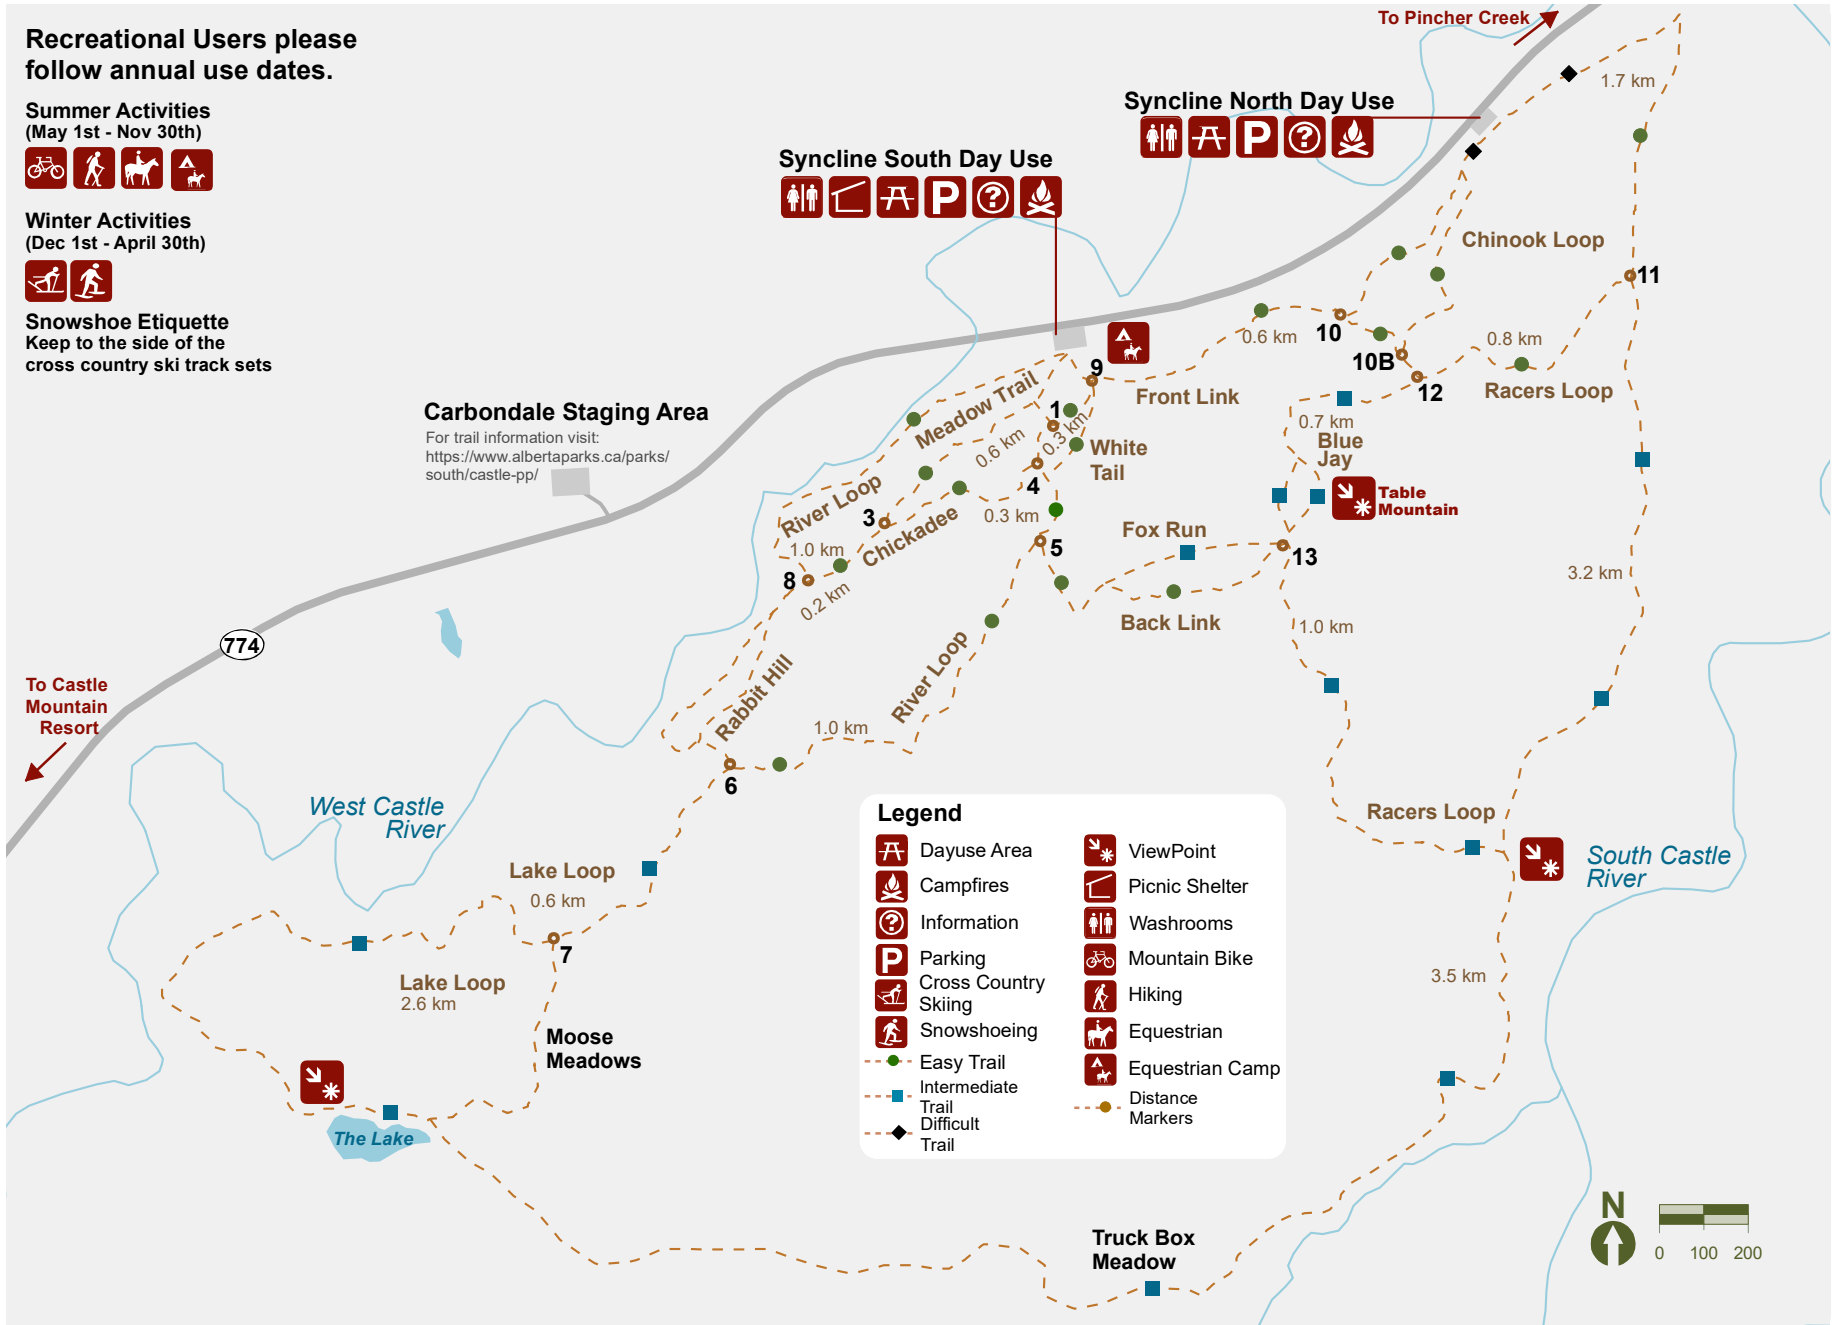 Recreational Users please
follow annual use dates.
Summer Activities
(May 1st - Nov 30th)
Winter Activities
(Dec 1st - April 30th)
Snowshoe Etiquette
Keep to the side of the
cross country ski track sets
To Pincher Creek
Syncline North Day Use
P
?
Syncline South Day Use
P
?
Carbondale Staging Area
For trail information visit:
https://www.albertaparks.ca/parks/
south/castle-pp/
774
To Castle
Mountain
Resort
1.7 km
Chinook Loop
11
10
0.6 km
10B
12
0.8 km
Racers Loop
9
Front Link
Meadow Trail
1
0.3 km
0.6 km
White
Tail
4
0.7 km
Blue
Jay
Table
Mountain
River Loop
3
Chickadee
0.3 km
5
Fox Run
13
1.0 km
8
0.2 km
Back Link
3.2 km
1.0 km
Rabbit Hill
River Loop
1.0 km
6
West Castle
River
Racers Loop
South Castle
River
Lake Loop
0.6 km
7
Lake Loop
2.6 km
3.5 km
Moose
Meadows
The Lake
Truck Box
Meadow
Legend
Dayuse Area
Campfires
?
Information
P
Parking
Cross Country
Skiing
Snowshoeing
Easy Trail
Intermediate
Trail
Difficult
Trail
ViewPoint
Picnic Shelter
Washrooms
Mountain Bike
Hiking
Equestrian
Equestrian Camp
Distance
Markers
N
0 100 200